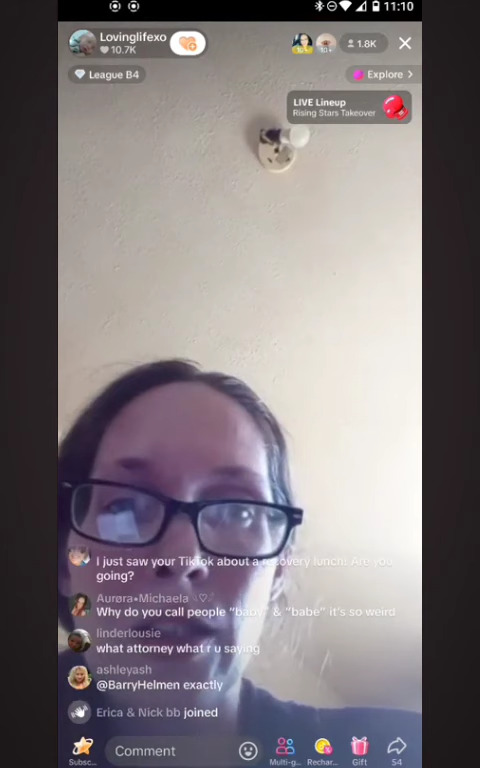 11:10
Lovinglifexo
10.7K
1.8K
League B4
Explore >
LIVE Lineup
Rising Stars Takeover
I just saw your TikTok about a recovery lunch! Are you
going?
Aurøra•Michaela
Why do you call people “baby” & “babe” it's so weird
linderlousie
what attorney what r u saying
ashleyash
@BarryHelmen exactly
Erica & Nick bb joined
Comment
Subsc...
Multi-g...
Rechar...
Gift
54